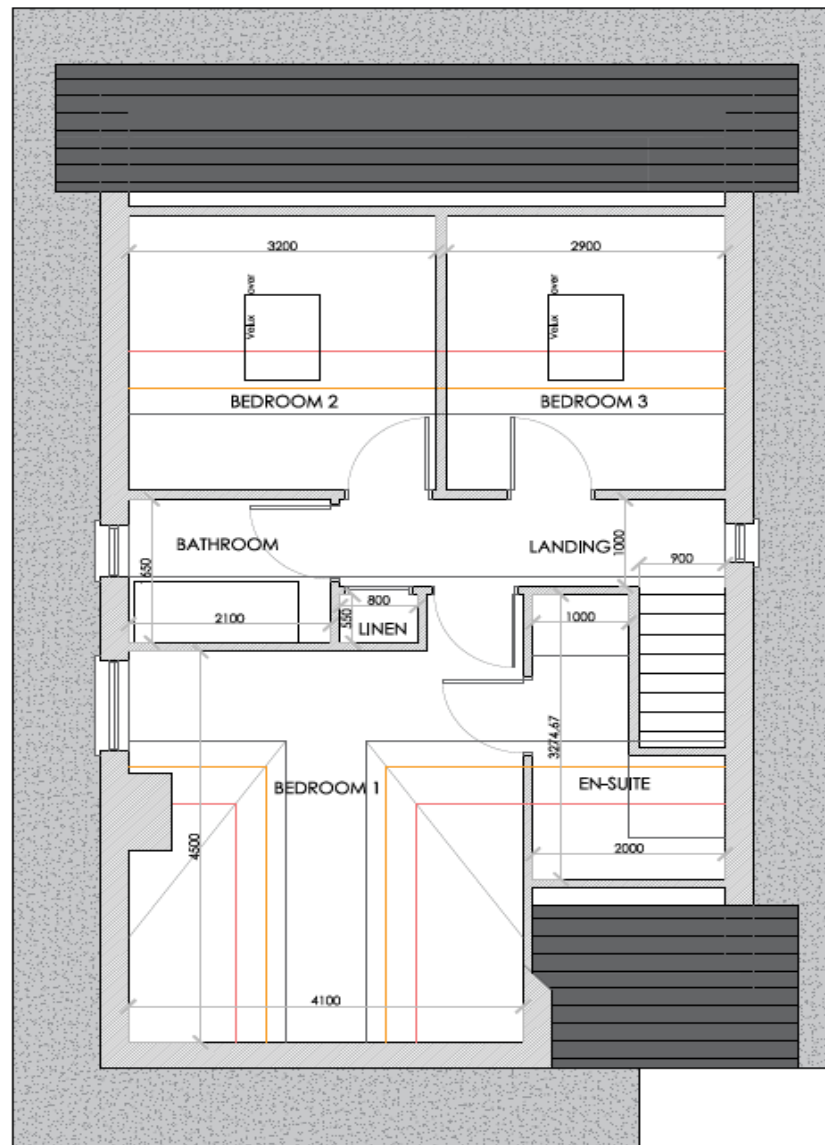 3200
2900
Velux over
Velux over
BEDROOM 2
BEDROOM 3
BATHROOM
LANDING
1000
900
650
2100
800
550
LINEN
1000
3274.67
BEDROOM 1
EN-SUITE
4500
2000
4100